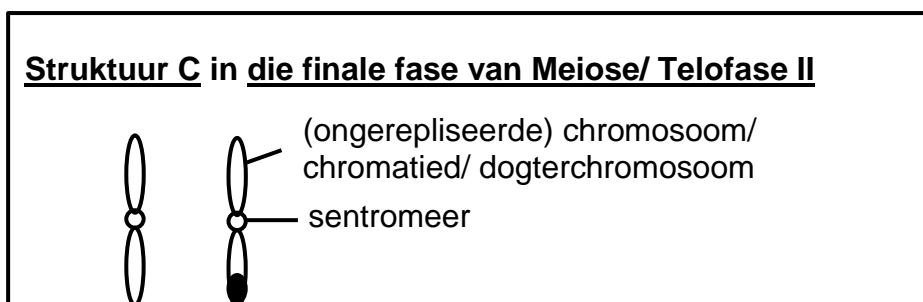 Struktuur C in die finale fase van Meiose/ Telofase II
(ongerepliseerde) chromosoom/
chromatied/ dogterchromosoom
sentromeer